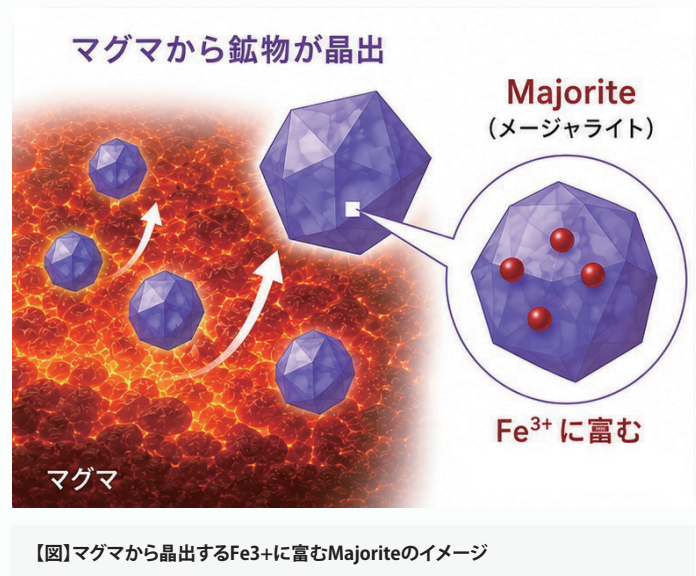 マグマから鉱物が晶出
Majorite
（メージャライト）
Fe³⁺ に富む
マグマ
【図】マグマから晶出するFe3+に富むMajoriteのイメージ